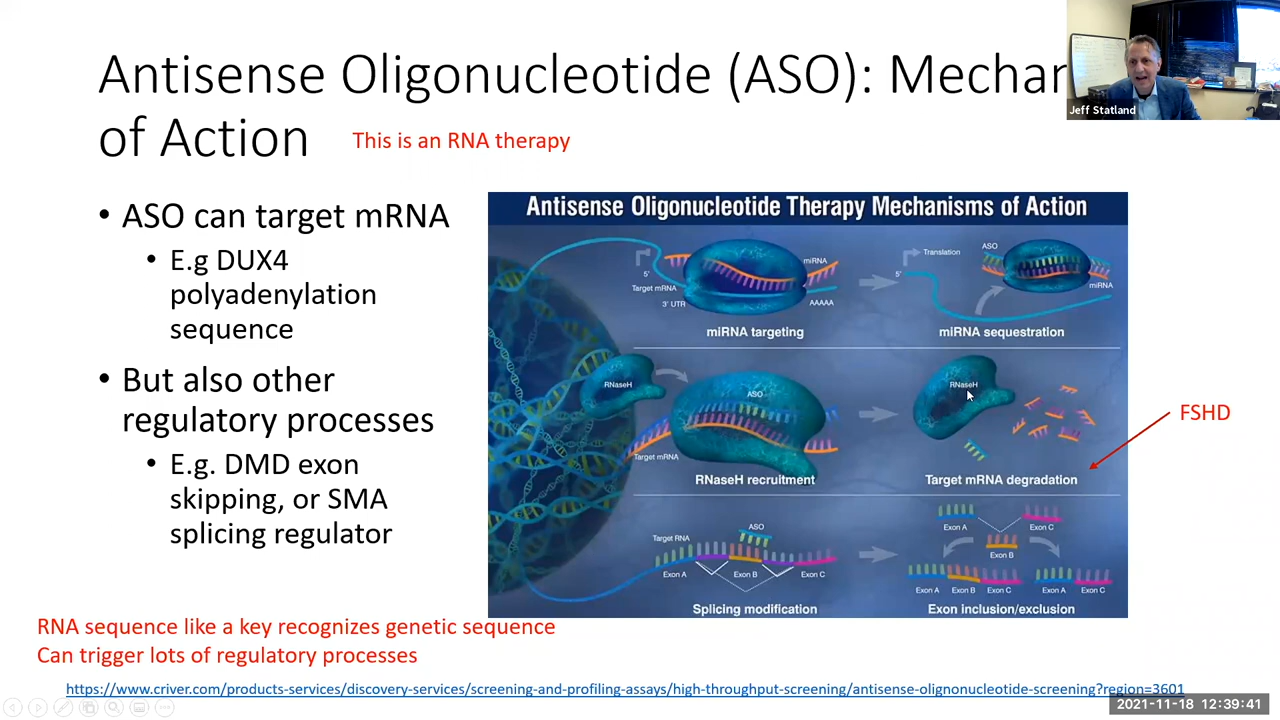 Antisense Oligonucleotide (ASO): Mechan
of Action
This is an RNA therapy
Jeff Statland
• ASO can target mRNA
• E.g DUX4
polyadenylation
sequence
• But also other
regulatory processes
• E.g. DMD exon
skipping, or SMA
splicing regulator
Antisense Oligonucleotide Therapy Mechanisms of Action
5'
Target mRNA
3' UTR
miRNA
AAAAA
miRNA targeting
Translation
5'
ASO
miRNA
miRNA sequestration
RNaseH
ASO
Target mRNA
RNaseH recruitment
RNaseH
Target mRNA degradation
FSHD
Target RNA
ASO
Exon A
Exon B
Exon C
Splicing modification
Exon A
Exon C
Exon B
Exon A
Exon B
Exon C
Exon A
Exon C
Exon inclusion/exclusion
RNA sequence like a key recognizes genetic sequence
Can trigger lots of regulatory processes
https://www.criver.com/products-services/discovery-services/screening-and-profiling-assays/high-throughput-screening/antisense-olignonucleotide-screening?region=3601
2021-11-18 12:39:41